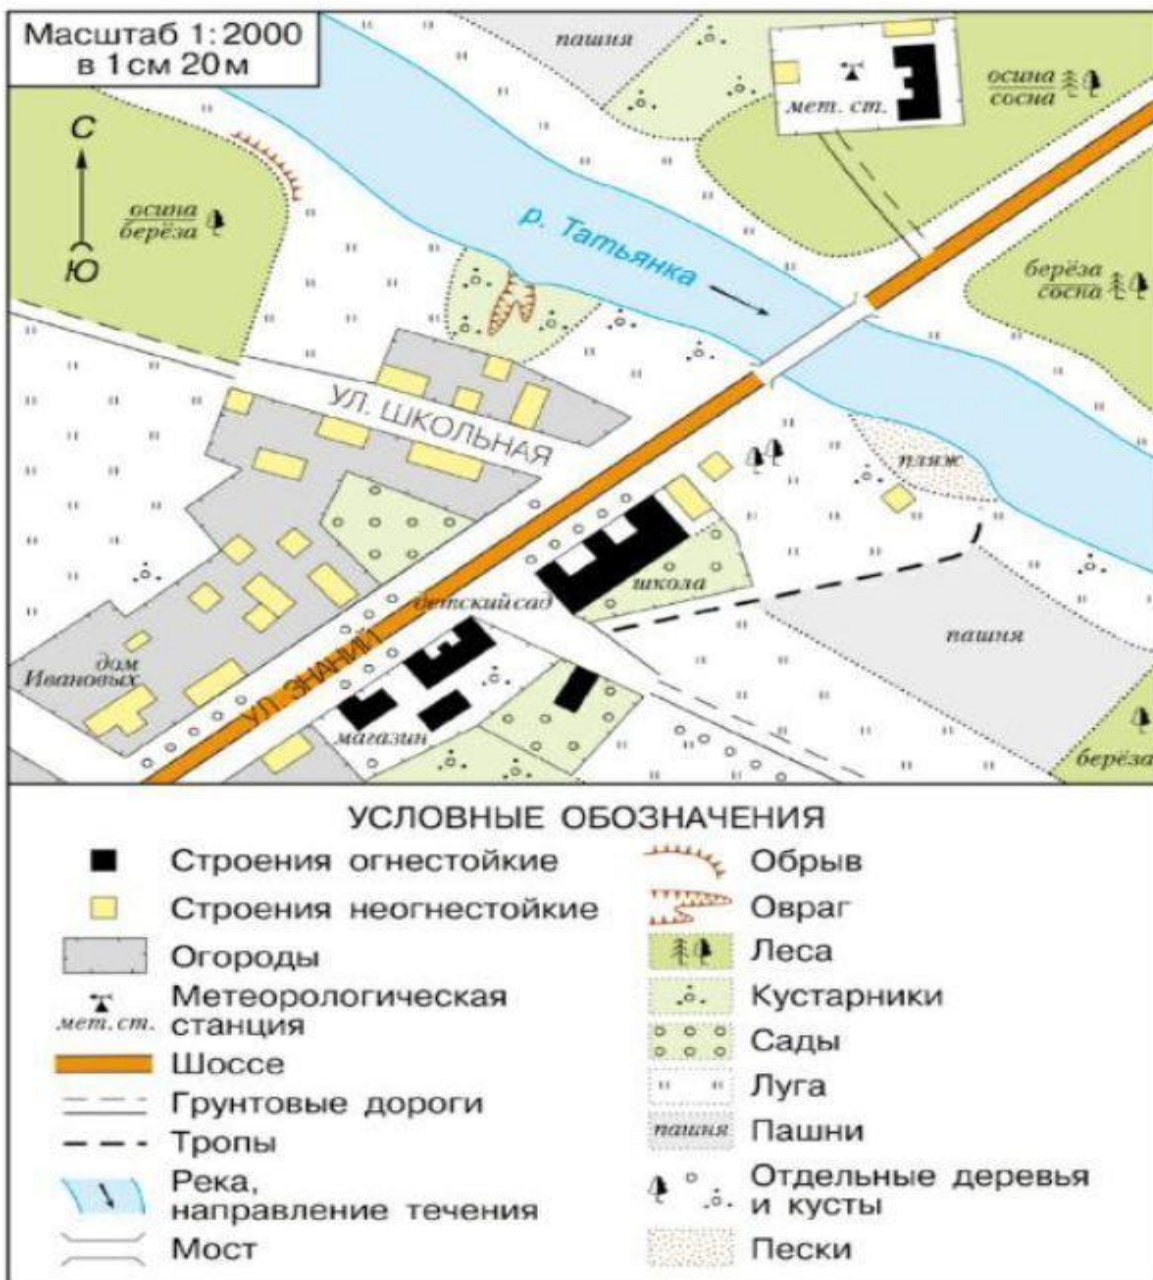 Масштаб 1:2000
в 1 см 20 м
С
Ю
осина
берёза
пашня
мет. ст.
осина
сосна
р. Татьянка
берёза
сосна
УЛ. ШКОЛЬНАЯ
пляж
школа
детский сад
пашня
дом
Ивановых
УЛ. ЗНАНИЙ
магазин
берёза
УСЛОВНЫЕ ОБОЗНАЧЕНИЯ
Строения огнестойкие
Строения неогнестойкие
Огороды
Метеорологическая
станция
мет. ст.
Шоссе
Грунтовые дороги
Тропы
Река,
направление течения
Мост
Обрыв
Овраг
Леса
Кустарники
Сады
Луга
пашня
Пашни
Отдельные деревья
и кусты
Пески